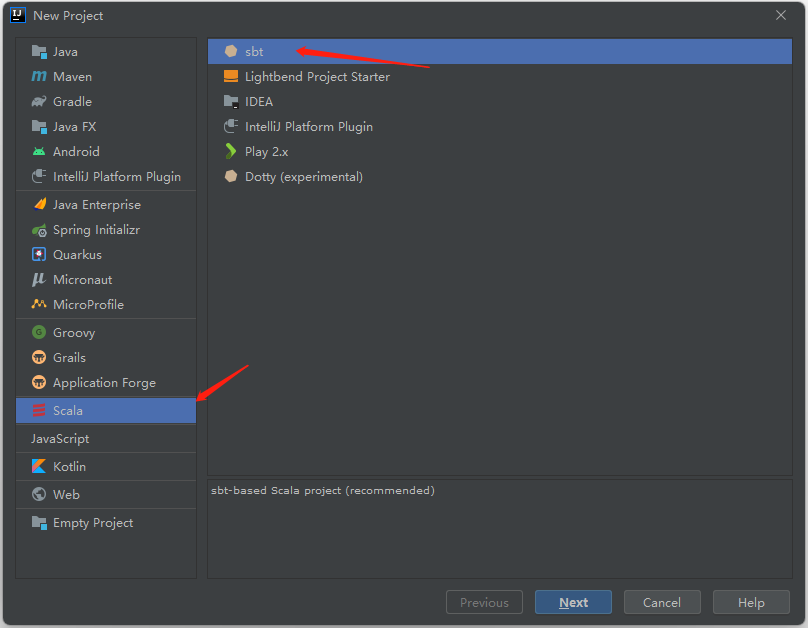 New Project
Java
Maven
Gradle
Java FX
Android
IntelliJ Platform Plugin
Java Enterprise
Spring Initializr
Quarkus
Micronaut
MicroProfile
Groovy
Grails
Application Forge
Scala
JavaScript
Kotlin
Web
Empty Project
sbt
Lightbend Project Starter
IDEA
IntelliJ Platform Plugin
Play 2.x
Dotty (experimental)
sbt-based Scala project (recommended)
Previous
Next
Cancel
Help